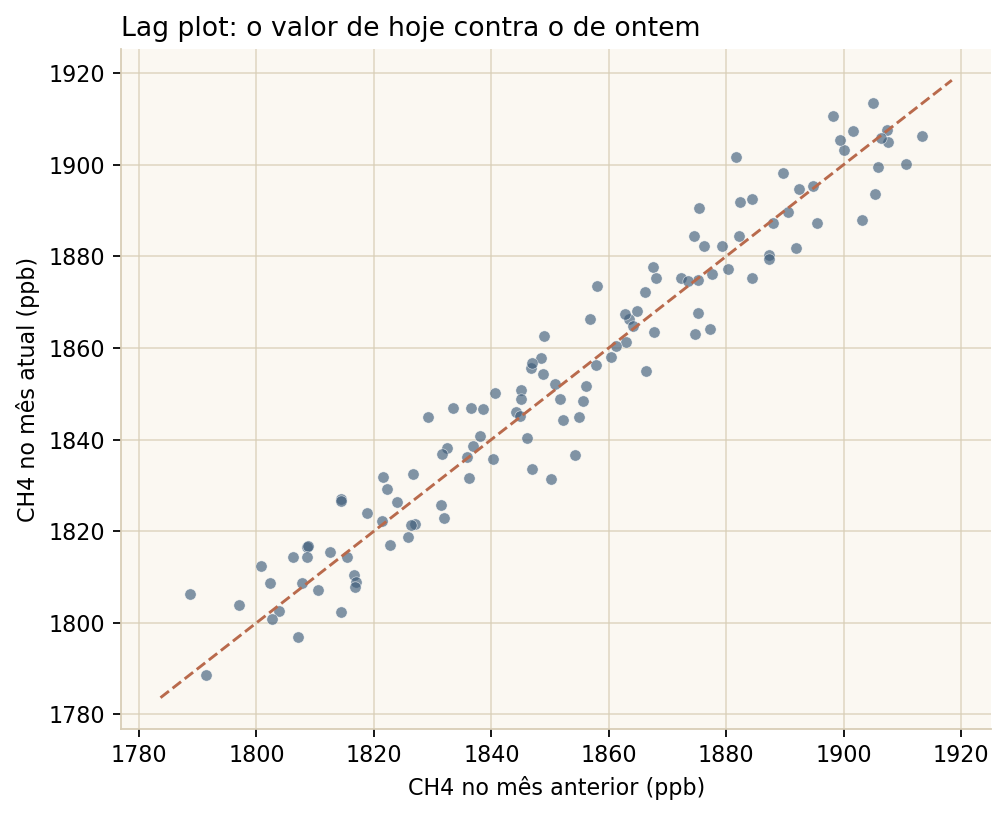 Lag plot: o valor de hoje contra o de ontem
CH4 no mês atual (ppb)
1920
1900
1880
1860
1840
1820
1800
1780
1780 1800 1820 1840 1860 1880 1900 1920
CH4 no mês anterior (ppb)